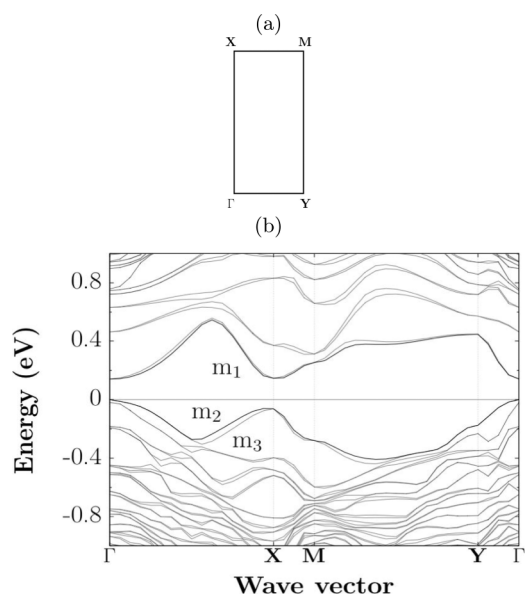 (a)
X M
Γ Y
(b)
Energy (eV)
0.8
0.4
0
-0.4
-0.8
m₁
m₂
m₃
Γ X M Y Γ
Wave vector